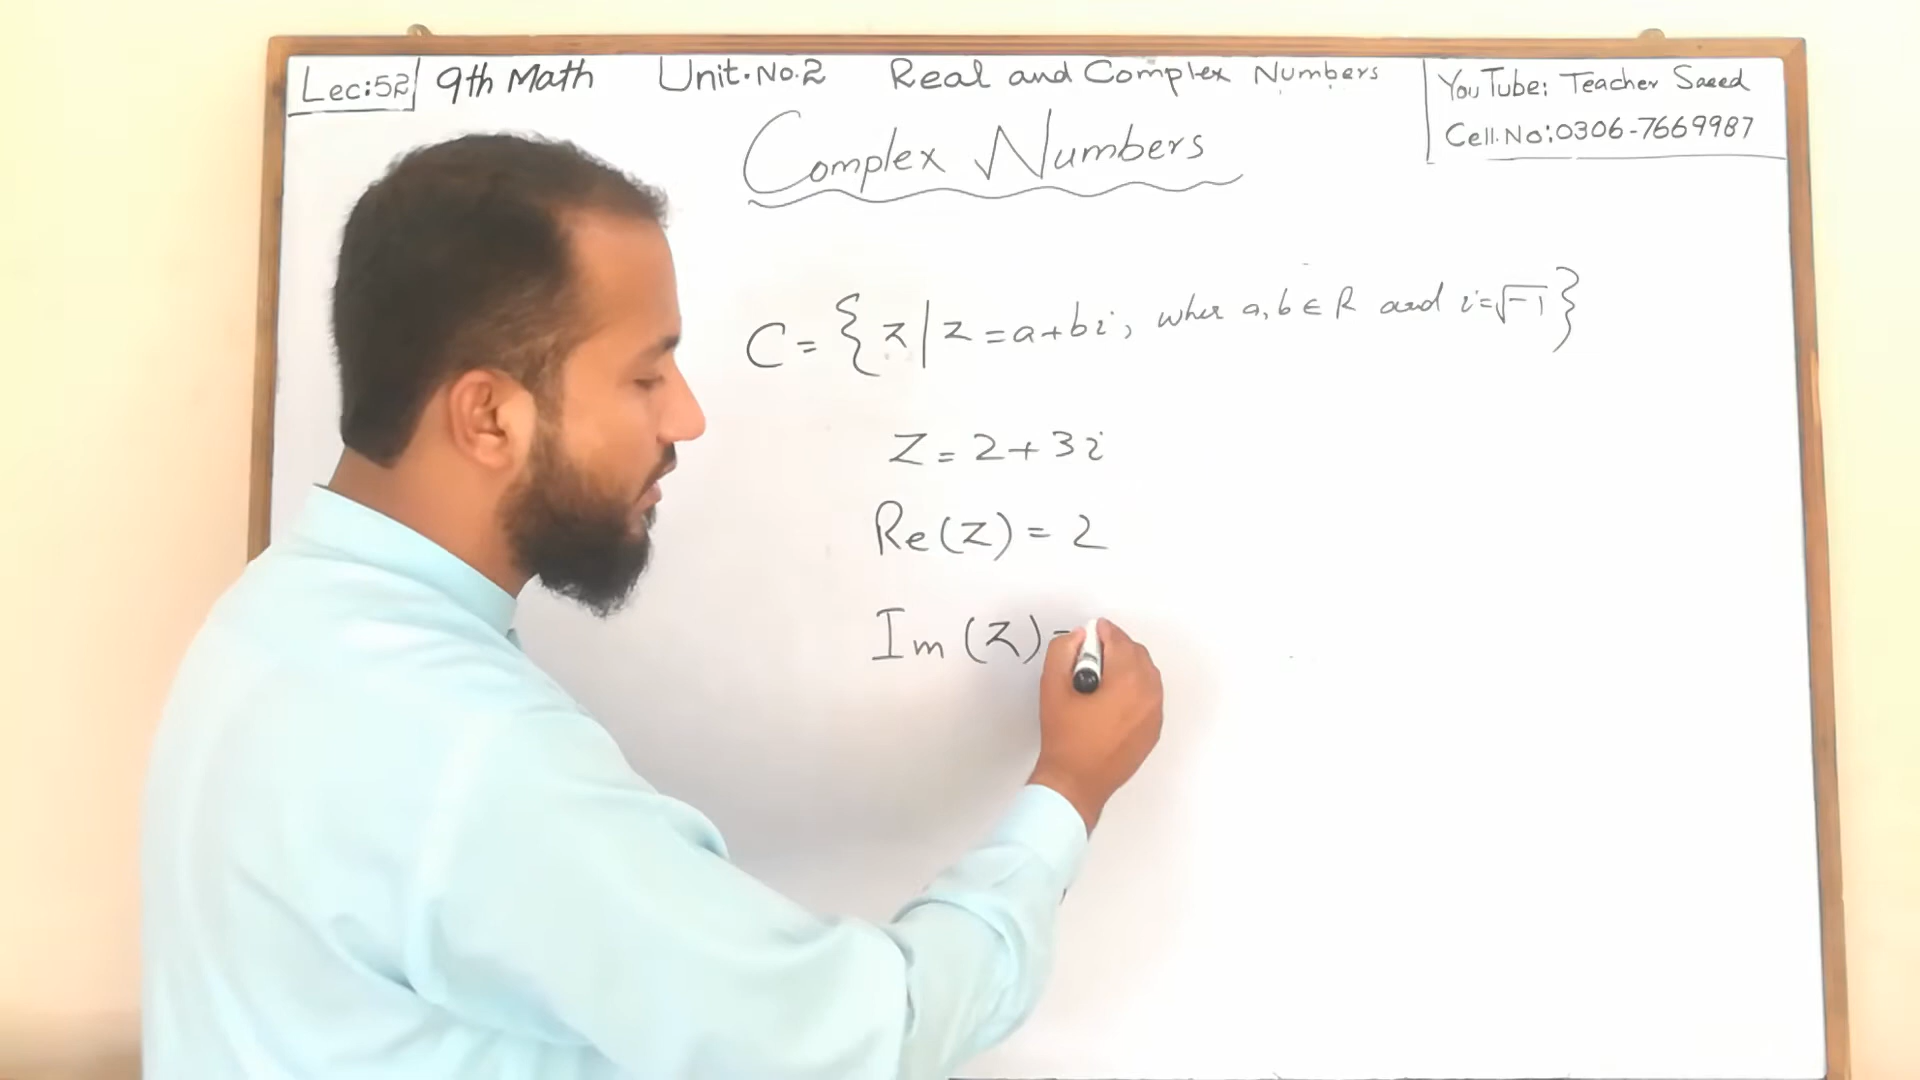 Lec:52 9th Math Unit.No.2 Real and Complex Numbers
YouTube: Teacher Saeed
Cell.No:0306-7669987
Complex Numbers
C = { z | z = a+bi, wher a,b ∈ R and i=√-1 }
Z = 2+3i
Re(Z) = 2
Im(Z) =